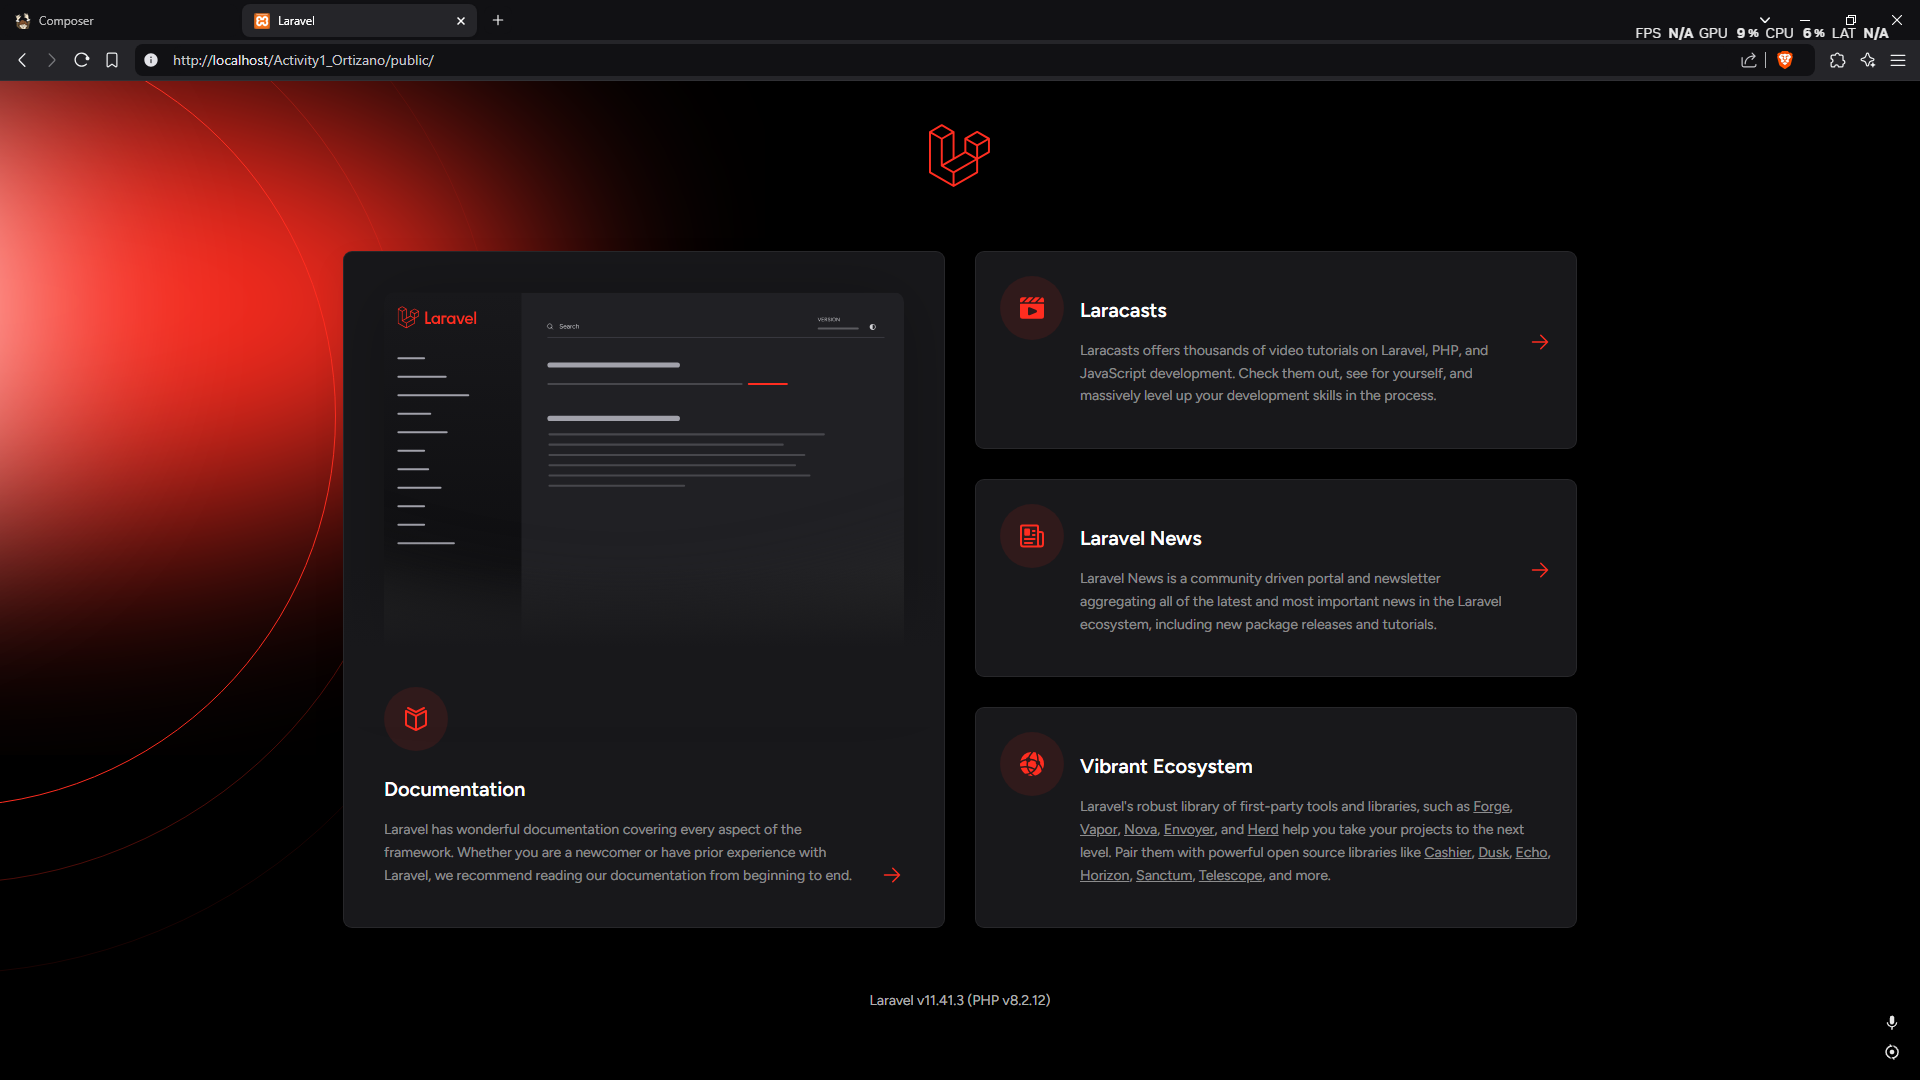 Composer
Laravel
FPS N/A GPU 9 % CPU 6 % LAT N/A
http://localhost/Activity1_Ortizano/public/
Laravel
Search
VERSION
Documentation
Laravel has wonderful documentation covering every aspect of the
framework. Whether you are a newcomer or have prior experience with
Laravel, we recommend reading our documentation from beginning to end.
Laracasts
Laracasts offers thousands of video tutorials on Laravel, PHP, and
JavaScript development. Check them out, see for yourself, and
massively level up your development skills in the process.
Laravel News
Laravel News is a community driven portal and newsletter
aggregating all of the latest and most important news in the Laravel
ecosystem, including new package releases and tutorials.
Vibrant Ecosystem
Laravel's robust library of first-party tools and libraries, such as Forge,
Vapor, Nova, Envoyer, and Herd help you take your projects to the next
level. Pair them with powerful open source libraries like Cashier, Dusk, Echo,
Horizon, Sanctum, Telescope, and more.
Laravel v11.41.3 (PHP v8.2.12)